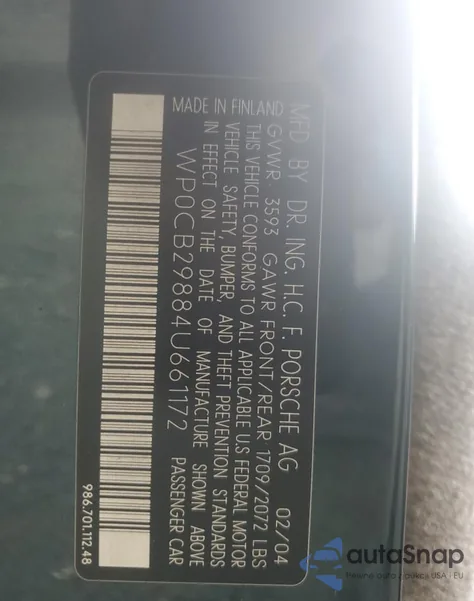 MFD BY DR. ING. H.C. F. PORSCHE AG 02/04
GVWR: 3593 GAWR FRONT/REAR 1709/2072 LBS
THIS VEHICLE CONFORMS TO ALL APPLICABLE U.S FEDERAL MOTOR
VEHICLE SAFETY, BUMPER, AND THEFT PREVENTION STANDARDS
IN EFFECT ON THE DATE OF MANUFACTURE SHOWN ABOVE
MADE IN FINLAND
WP0CB29884U661172
PASSENGER CAR
986.701.112.48
autoSnap
USA - EU